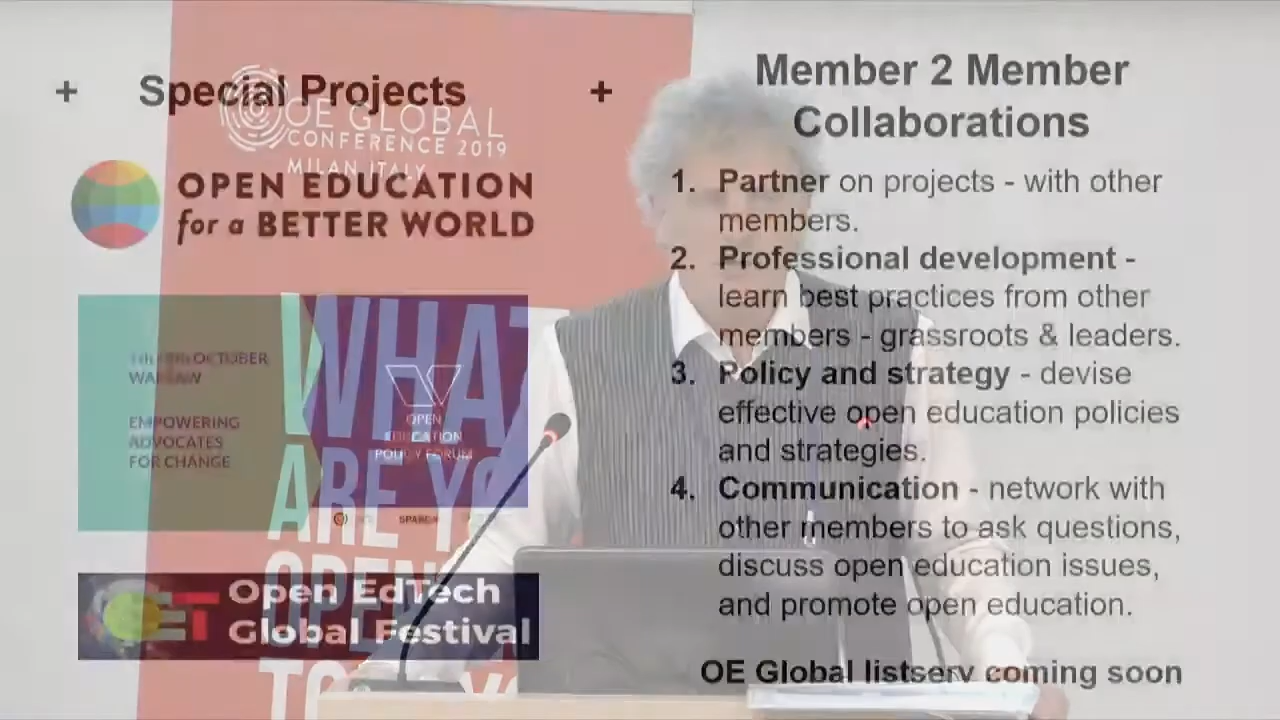 + Special Projects
OE GLOBAL
CONFERENCE 2019
MILAN ITALY
OPEN EDUCATION
for a BETTER WORLD
OCTOBER
WARSAW
EMPOWERING
ADVOCATES
FOR CHANGE
OPEN
EDUCATION
POLICY FORUM
SPARC
WHAT
ARE YO
OPEN
TO
Open EdTech
Global Festival
+ Member 2 Member
Collaborations
1. Partner on projects - with other
members.
2. Professional development -
learn best practices from other
members - grassroots & leaders.
3. Policy and strategy - devise
effective open education policies
and strategies.
4. Communication - network with
other members to ask questions,
discuss open education issues,
and promote open education.
OE Global listserv coming soon